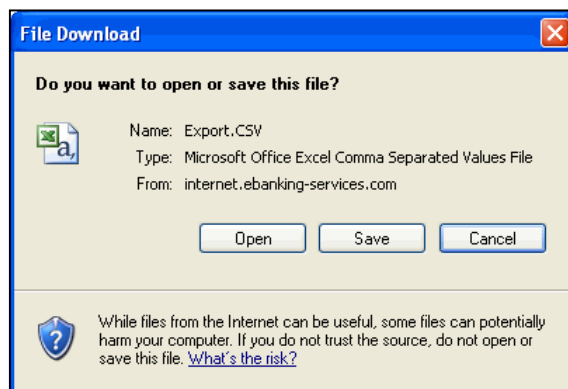 File Download
Do you want to open or save this file?
Name: Export.CSV
Type: Microsoft Office Excel Comma Separated Values File
From: internet.ebanking-services.com
Open Save Cancel
While files from the Internet can be useful, some files can potentially
harm your computer. If you do not trust the source, do not open or
save this file. What's the risk?